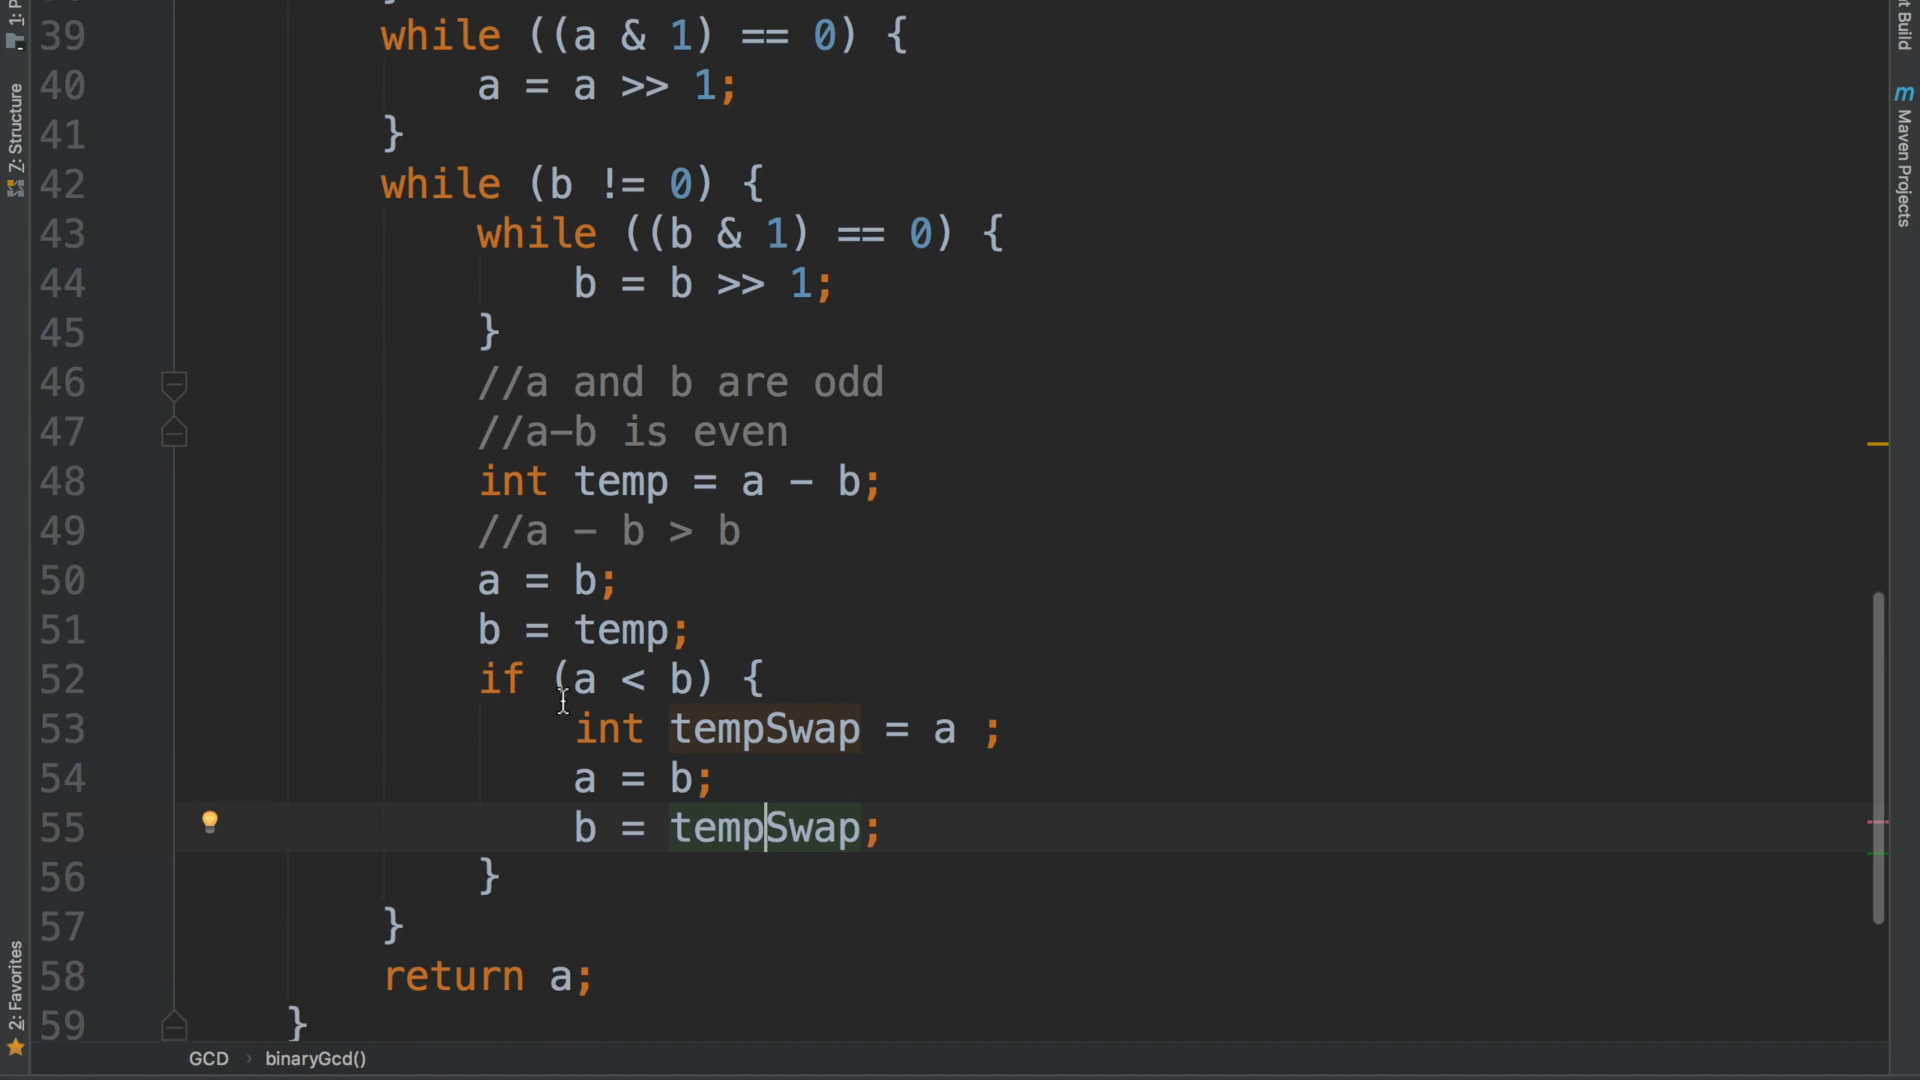 39 while ((a & 1) == 0) {
40 a = a >> 1;
41 }
42 while (b != 0) {
43 while ((b & 1) == 0) {
44 b = b >> 1;
45 }
46 //a and b are odd
47 //a-b is even
48 int temp = a - b;
49 //a - b > b
50 a = b;
51 b = temp;
52 if (a < b) {
53 int tempSwap = a ;
54 a = b;
55 b = tempSwap;
56 }
57 }
58 return a;
59 }
GCD › binaryGcd()
Z: Structure
2: Favorites
t Build
m Maven Projects